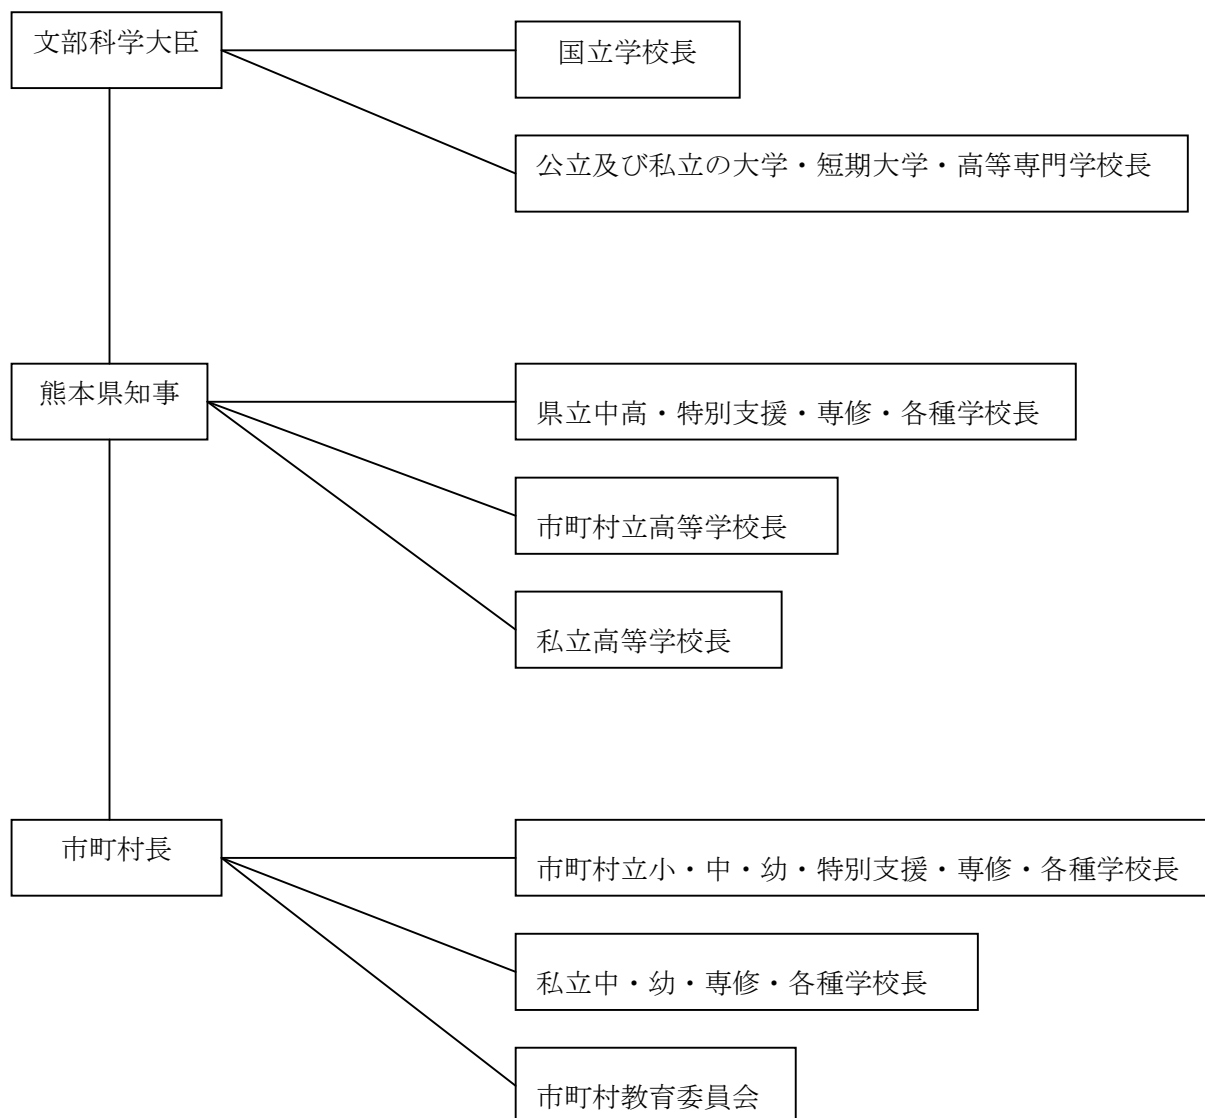 文部科学大臣
国立学校長
公立及び私立の大学・短期大学・高等専門学校長
熊本県知事
県立中高・特別支援・専修・各種学校長
市町村立高等学校長
私立高等学校長
市町村長
市町村立小・中・幼・特別支援・専修・各種学校長
私立中・幼・専修・各種学校長
市町村教育委員会